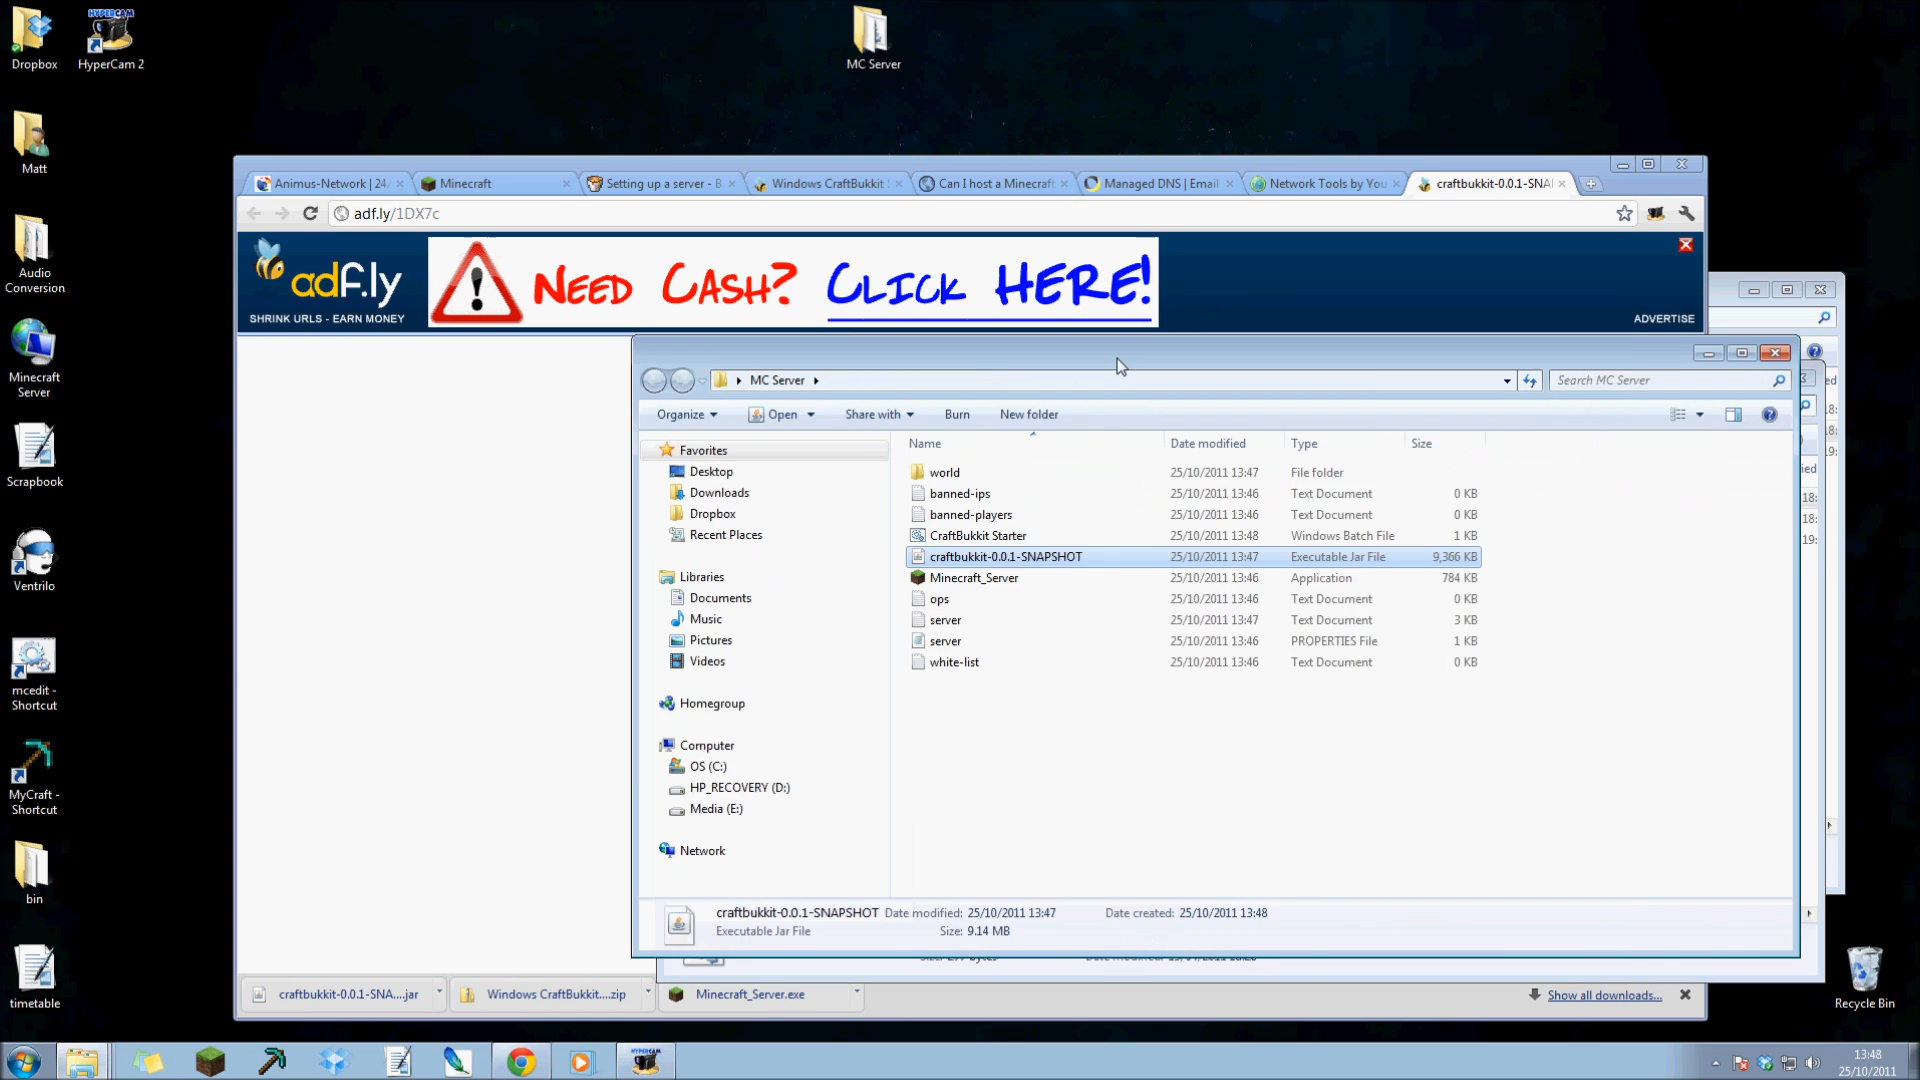 Dropbox
HyperCam 2
MC Server
Matt
Audio
Conversion
Minecraft
Server
Scrapbook
Ventrilo
mcedit -
Shortcut
MyCraft -
Shortcut
bin
timetable
Recycle Bin
Animus-Network | 24/
Minecraft
Setting up a server - B
Windows CraftBukkit
Can I host a Minecraft
Managed DNS | Email
Network Tools by You
craftbukkit-0.0.1-SNA
adf.ly/1DX7c
adf.ly
SHRINK URLS - EARN MONEY
NEED CASH? CLICK HERE!
ADVERTISE
MC Server
Search MC Server
Organize
Open
Share with
Burn
New folder
Favorites
Desktop
Downloads
Dropbox
Recent Places
Libraries
Documents
Music
Pictures
Videos
Homegroup
Computer
OS (C:)
HP_RECOVERY (D:)
Media (E:)
Network
Name Date modified Type Size
world 25/10/2011 13:47 File folder
banned-ips 25/10/2011 13:46 Text Document 0 KB
banned-players 25/10/2011 13:46 Text Document 0 KB
CraftBukkit Starter 25/10/2011 13:48 Windows Batch File 1 KB
craftbukkit-0.0.1-SNAPSHOT 25/10/2011 13:47 Executable Jar File 9,366 KB
Minecraft_Server 25/10/2011 13:46 Application 784 KB
ops 25/10/2011 13:46 Text Document 0 KB
server 25/10/2011 13:47 Text Document 3 KB
server 25/10/2011 13:46 PROPERTIES File 1 KB
white-list 25/10/2011 13:46 Text Document 0 KB
craftbukkit-0.0.1-SNAPSHOT Date modified: 25/10/2011 13:47 Date created: 25/10/2011 13:48
Executable Jar File Size: 9.14 MB
craftbukkit-0.0.1-SNA....jar
Windows CraftBukkit....zip
Minecraft_Server.exe
Show all downloads...
HYPERCAM
13:48
25/10/2011